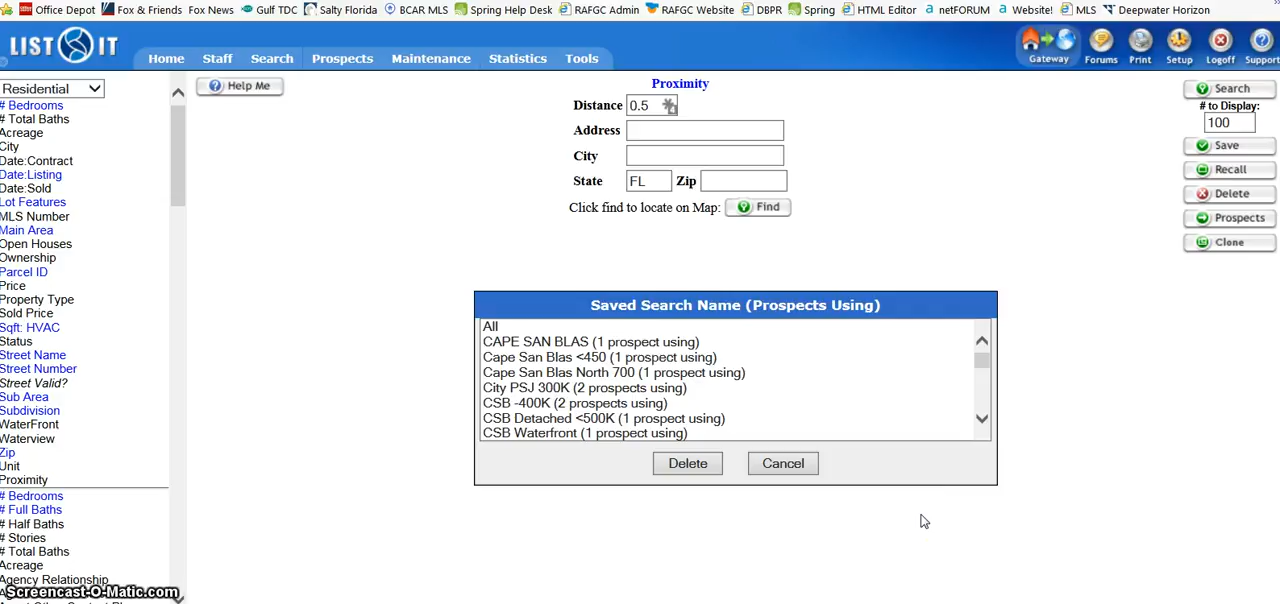 Office Depot Fox & Friends Fox News Gulf TDC Salty Florida BCAR MLS Spring Help Desk RAFGC Admin RAFGC Website DBPR Spring HTML Editor netFORUM Website! MLS Deepwater Horizon
LIST IT
Home Staff Search Prospects Maintenance Statistics Tools
Gateway Forums Print Setup Logoff Support
Residential
# Bedrooms
# Total Baths
Acreage
City
Date:Contract
Date:Listing
Date:Sold
Lot Features
MLS Number
Main Area
Open Houses
Ownership
Parcel ID
Price
Property Type
Sold Price
Sqft: HVAC
Status
Street Name
Street Number
Street Valid?
Sub Area
Subdivision
WaterFront
Waterview
Zip
Unit
Proximity
# Bedrooms
# Full Baths
# Half Baths
# Stories
# Total Baths
Acreage
Agency Relationship
Screencast-O-Matic.com
Help Me
Proximity
Distance 0.5
Address
City
State FL Zip
Click find to locate on Map: Find
Saved Search Name (Prospects Using)
All
CAPE SAN BLAS (1 prospect using)
Cape San Blas <450 (1 prospect using)
Cape San Blas North 700 (1 prospect using)
City PSJ 300K (2 prospects using)
CSB -400K (2 prospects using)
CSB Detached <500K (1 prospect using)
CSB Waterfront (1 prospect using)
Delete Cancel
Search
# to Display:
100
Save
Recall
Delete
Prospects
Clone